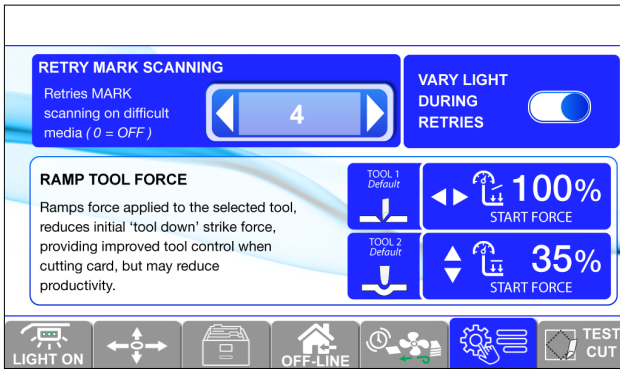 RETRY MARK SCANNING
Retries MARK
scanning on difficult
media ( 0 = OFF )
4
VARY LIGHT
DURING
RETRIES
RAMP TOOL FORCE
Ramps force applied to the selected tool,
reduces initial ‘tool down’ strike force,
providing improved tool control when
cutting card, but may reduce
productivity.
TOOL 1
Default
100%
START FORCE
TOOL 2
Default
35%
START FORCE
LIGHT ON
OFF-LINE
TEST
CUT